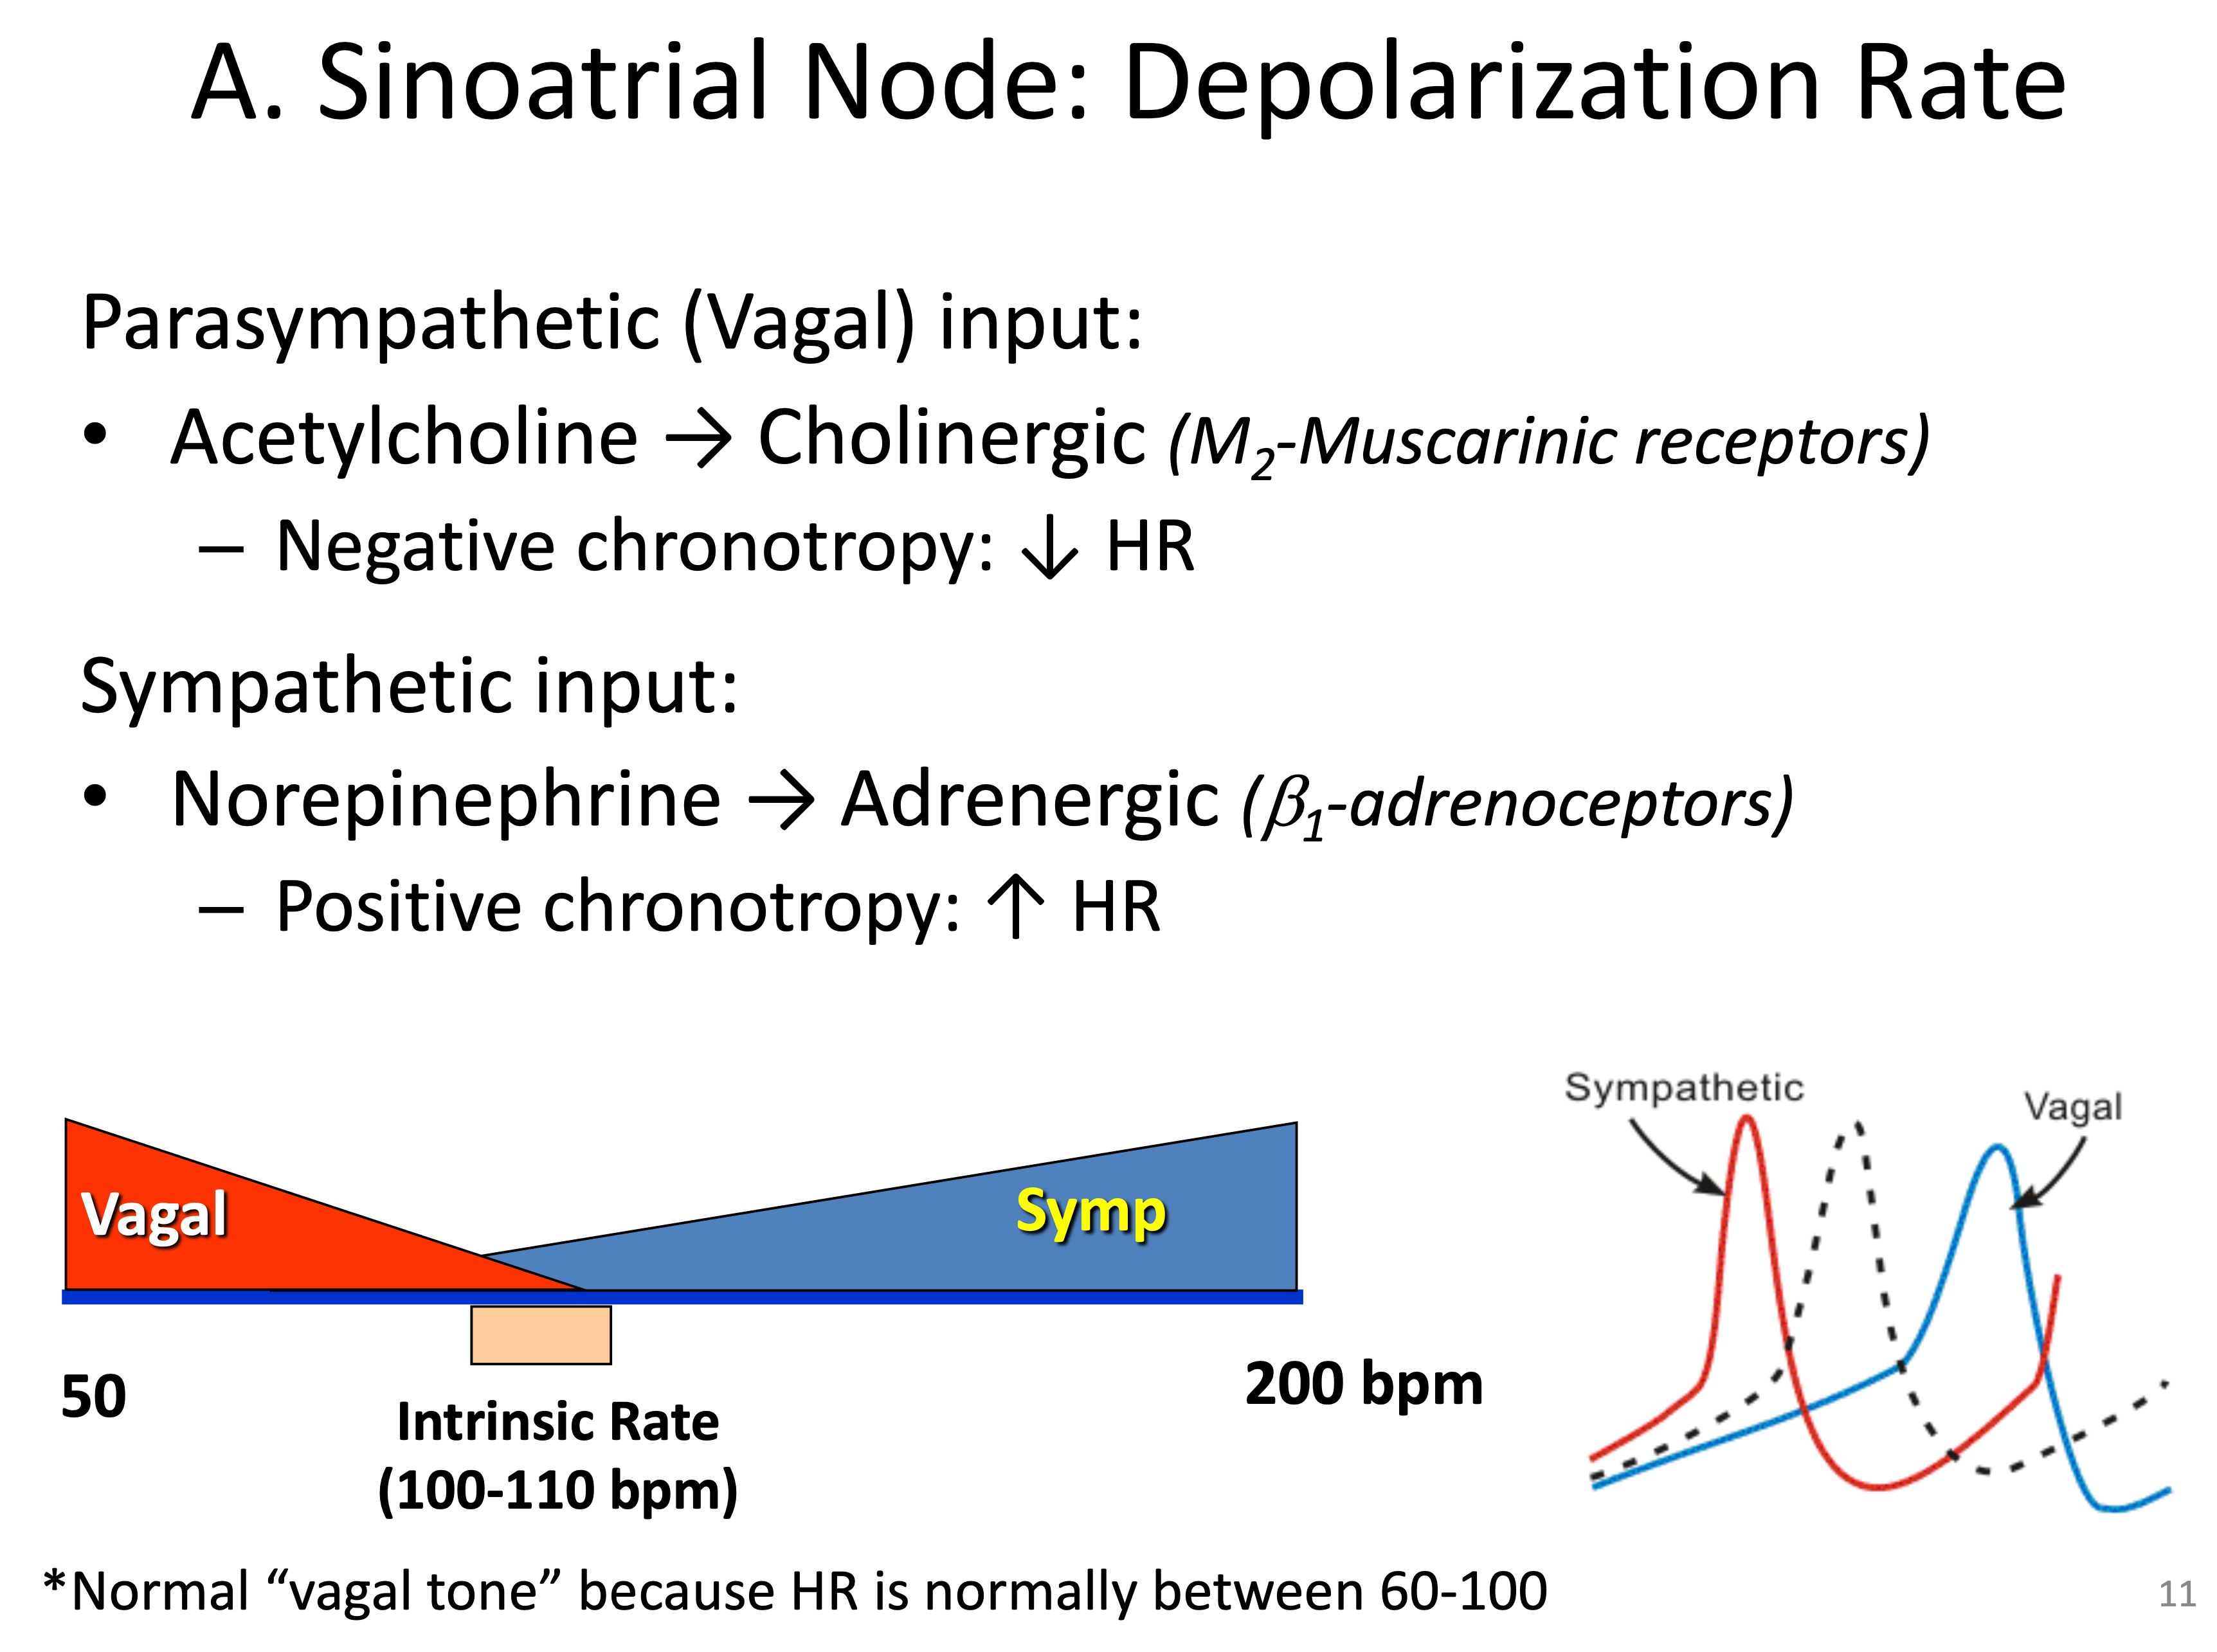 A. Sinoatrial Node: Depolarization Rate
Parasympathetic (Vagal) input:
• Acetylcholine → Cholinergic (M₂-Muscarinic receptors)
– Negative chronotropy: ↓ HR
Sympathetic input:
• Norepinephrine → Adrenergic (β₁-adrenoceptors)
– Positive chronotropy: ↑ HR
Vagal
Symp
50
Intrinsic Rate
(100-110 bpm)
200 bpm
Sympathetic
Vagal
*Normal “vagal tone” because HR is normally between 60-100
11